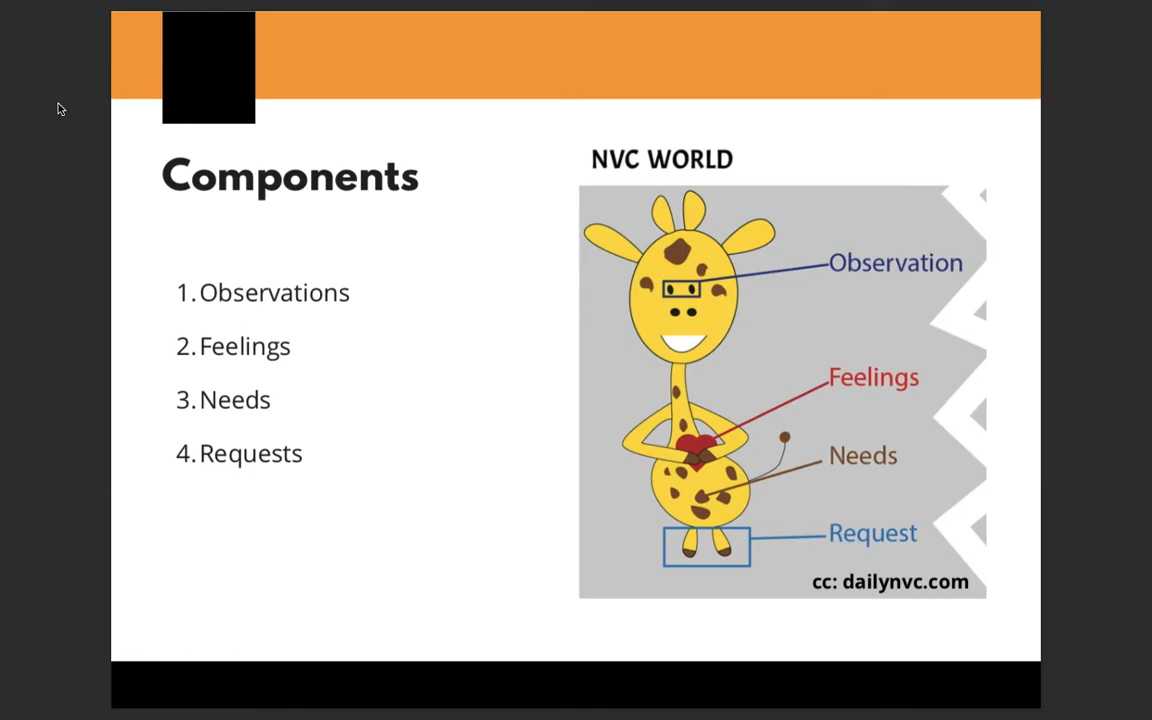 Components
1. Observations
2. Feelings
3. Needs
4. Requests
NVC WORLD
Observation
Feelings
Needs
Request
cc: dailynvc.com